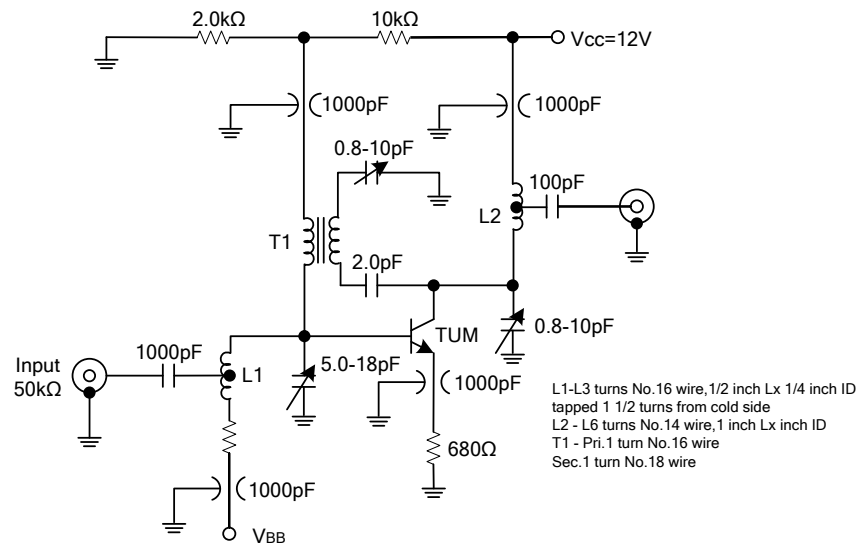 2.0kΩ
10kΩ
Vcc=12V
1000pF
1000pF
0.8-10pF
100pF
L2
T1
2.0pF
TUM
0.8-10pF
1000pF
L1
5.0-18pF
1000pF
Input
50kΩ
680Ω
1000pF
VBB
L1-L3 turns No.16 wire,1/2 inch Lx 1/4 inch ID
tapped 1 1/2 turns from cold side
L2 - L6 turns No.14 wire,1 inch Lx inch ID
T1 - Pri.1 turn No.16 wire
Sec.1 turn No.18 wire